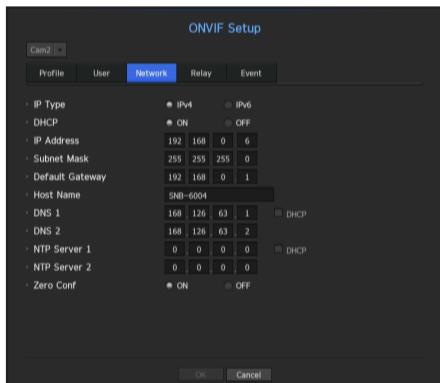 ONVIF Setup
Cam2
Profile User Network Relay Event
IP Type IPv4 IPv6
DHCP ON OFF
IP Address 192 168 0 6
Subnet Mask 255 255 255 0
Default Gateway 192 168 0 1
Host Name SNB-6004
DNS 1 168 126 63 1 DHCP
DNS 2 168 126 63 2
NTP Server 1 0 0 0 0 DHCP
NTP Server 2 0 0 0 0
Zero Conf ON OFF
OK Cancel